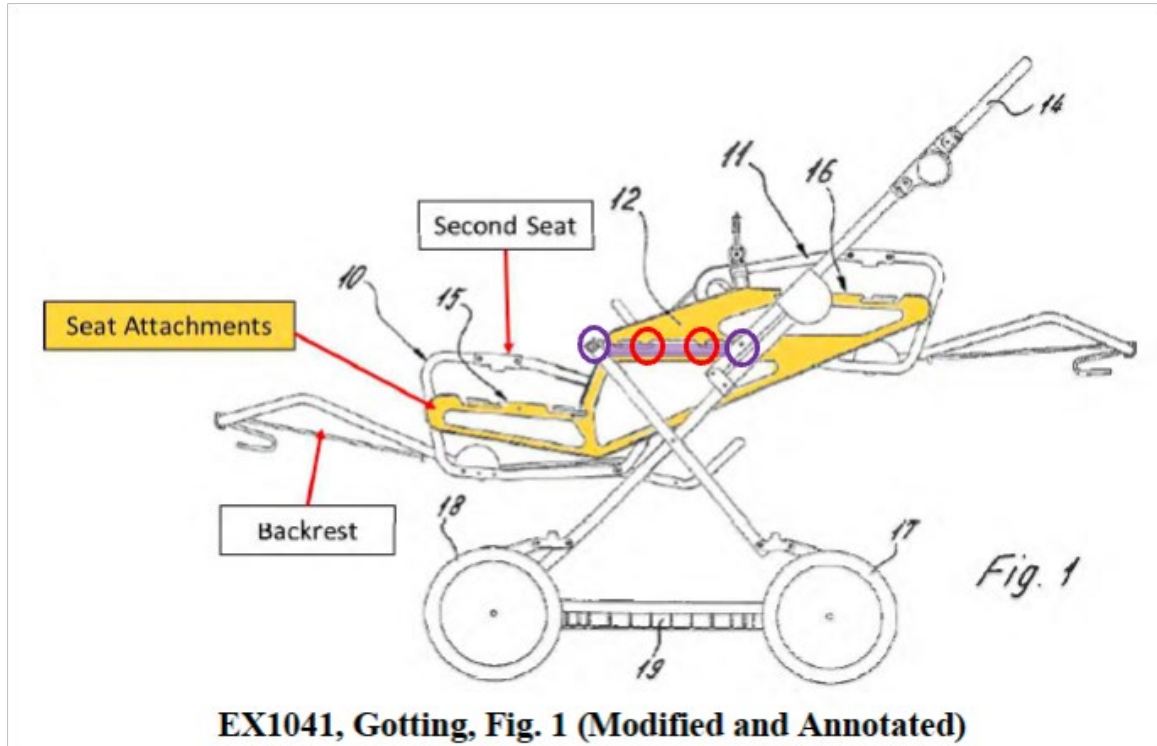 14
11
16
12
Second Seat
10
15
Seat Attachments
Backrest
18
17
Fig. 1
19
EX1041, Gotting, Fig. 1 (Modified and Annotated)